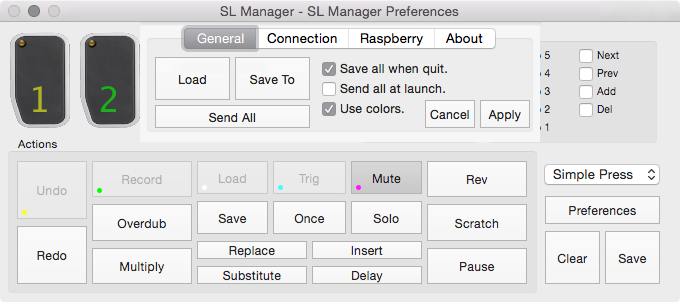 SL Manager - SL Manager Preferences
General Connection Raspberry About
1 2
Load Save To
Send All
Save all when quit.
Send all at launch.
Use colors.
Cancel Apply
5 Next
4 Prev
3 Add
2 Del
1
Actions
Undo Record Load Trig Mute Rev
Redo Overdub Save Once Solo Scratch
Multiply Replace Insert Pause
Substitute Delay
Simple Press
Preferences
Clear Save